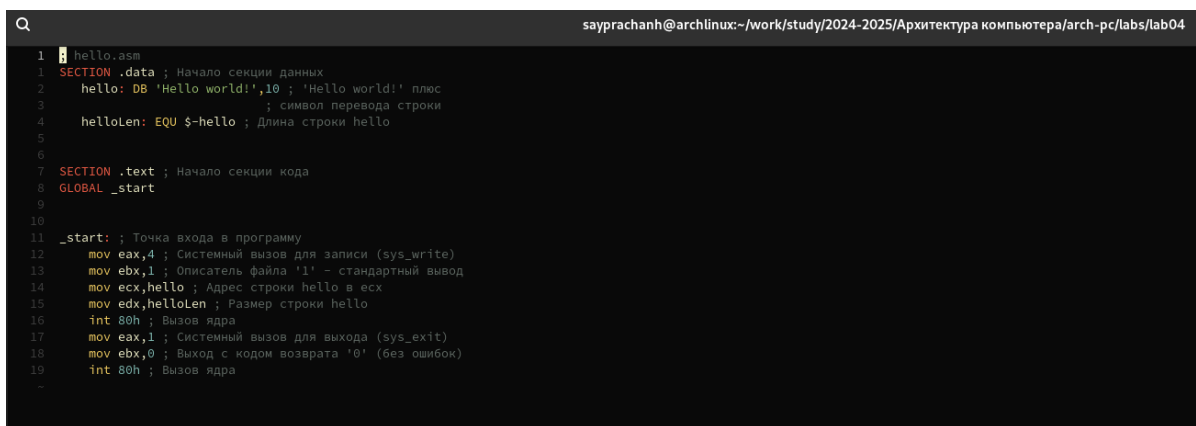 sayprachanh@archlinux:~/work/study/2024-2025/Архитектура компьютера/arch-pc/labs/lab04
1 ; hello.asm
1 SECTION .data ; Начало секции данных
2 hello: DB 'Hello world!',10 ; 'Hello world!' плюс
3 ; символ перевода строки
4 helloLen: EQU $-hello ; Длина строки hello
5
6
7 SECTION .text ; Начало секции кода
8 GLOBAL _start
9
10
11 _start: ; Точка входа в программу
12 mov eax,4 ; Системный вызов для записи (sys_write)
13 mov ebx,1 ; Описатель файла '1' - стандартный вывод
14 mov ecx,hello ; Адрес строки hello в ecx
15 mov edx,helloLen ; Размер строки hello
16 int 80h ; Вызов ядра
17 mov eax,1 ; Системный вызов для выхода (sys_exit)
18 mov ebx,0 ; Выход с кодом возврата '0' (без ошибок)
19 int 80h ; Вызов ядра
~